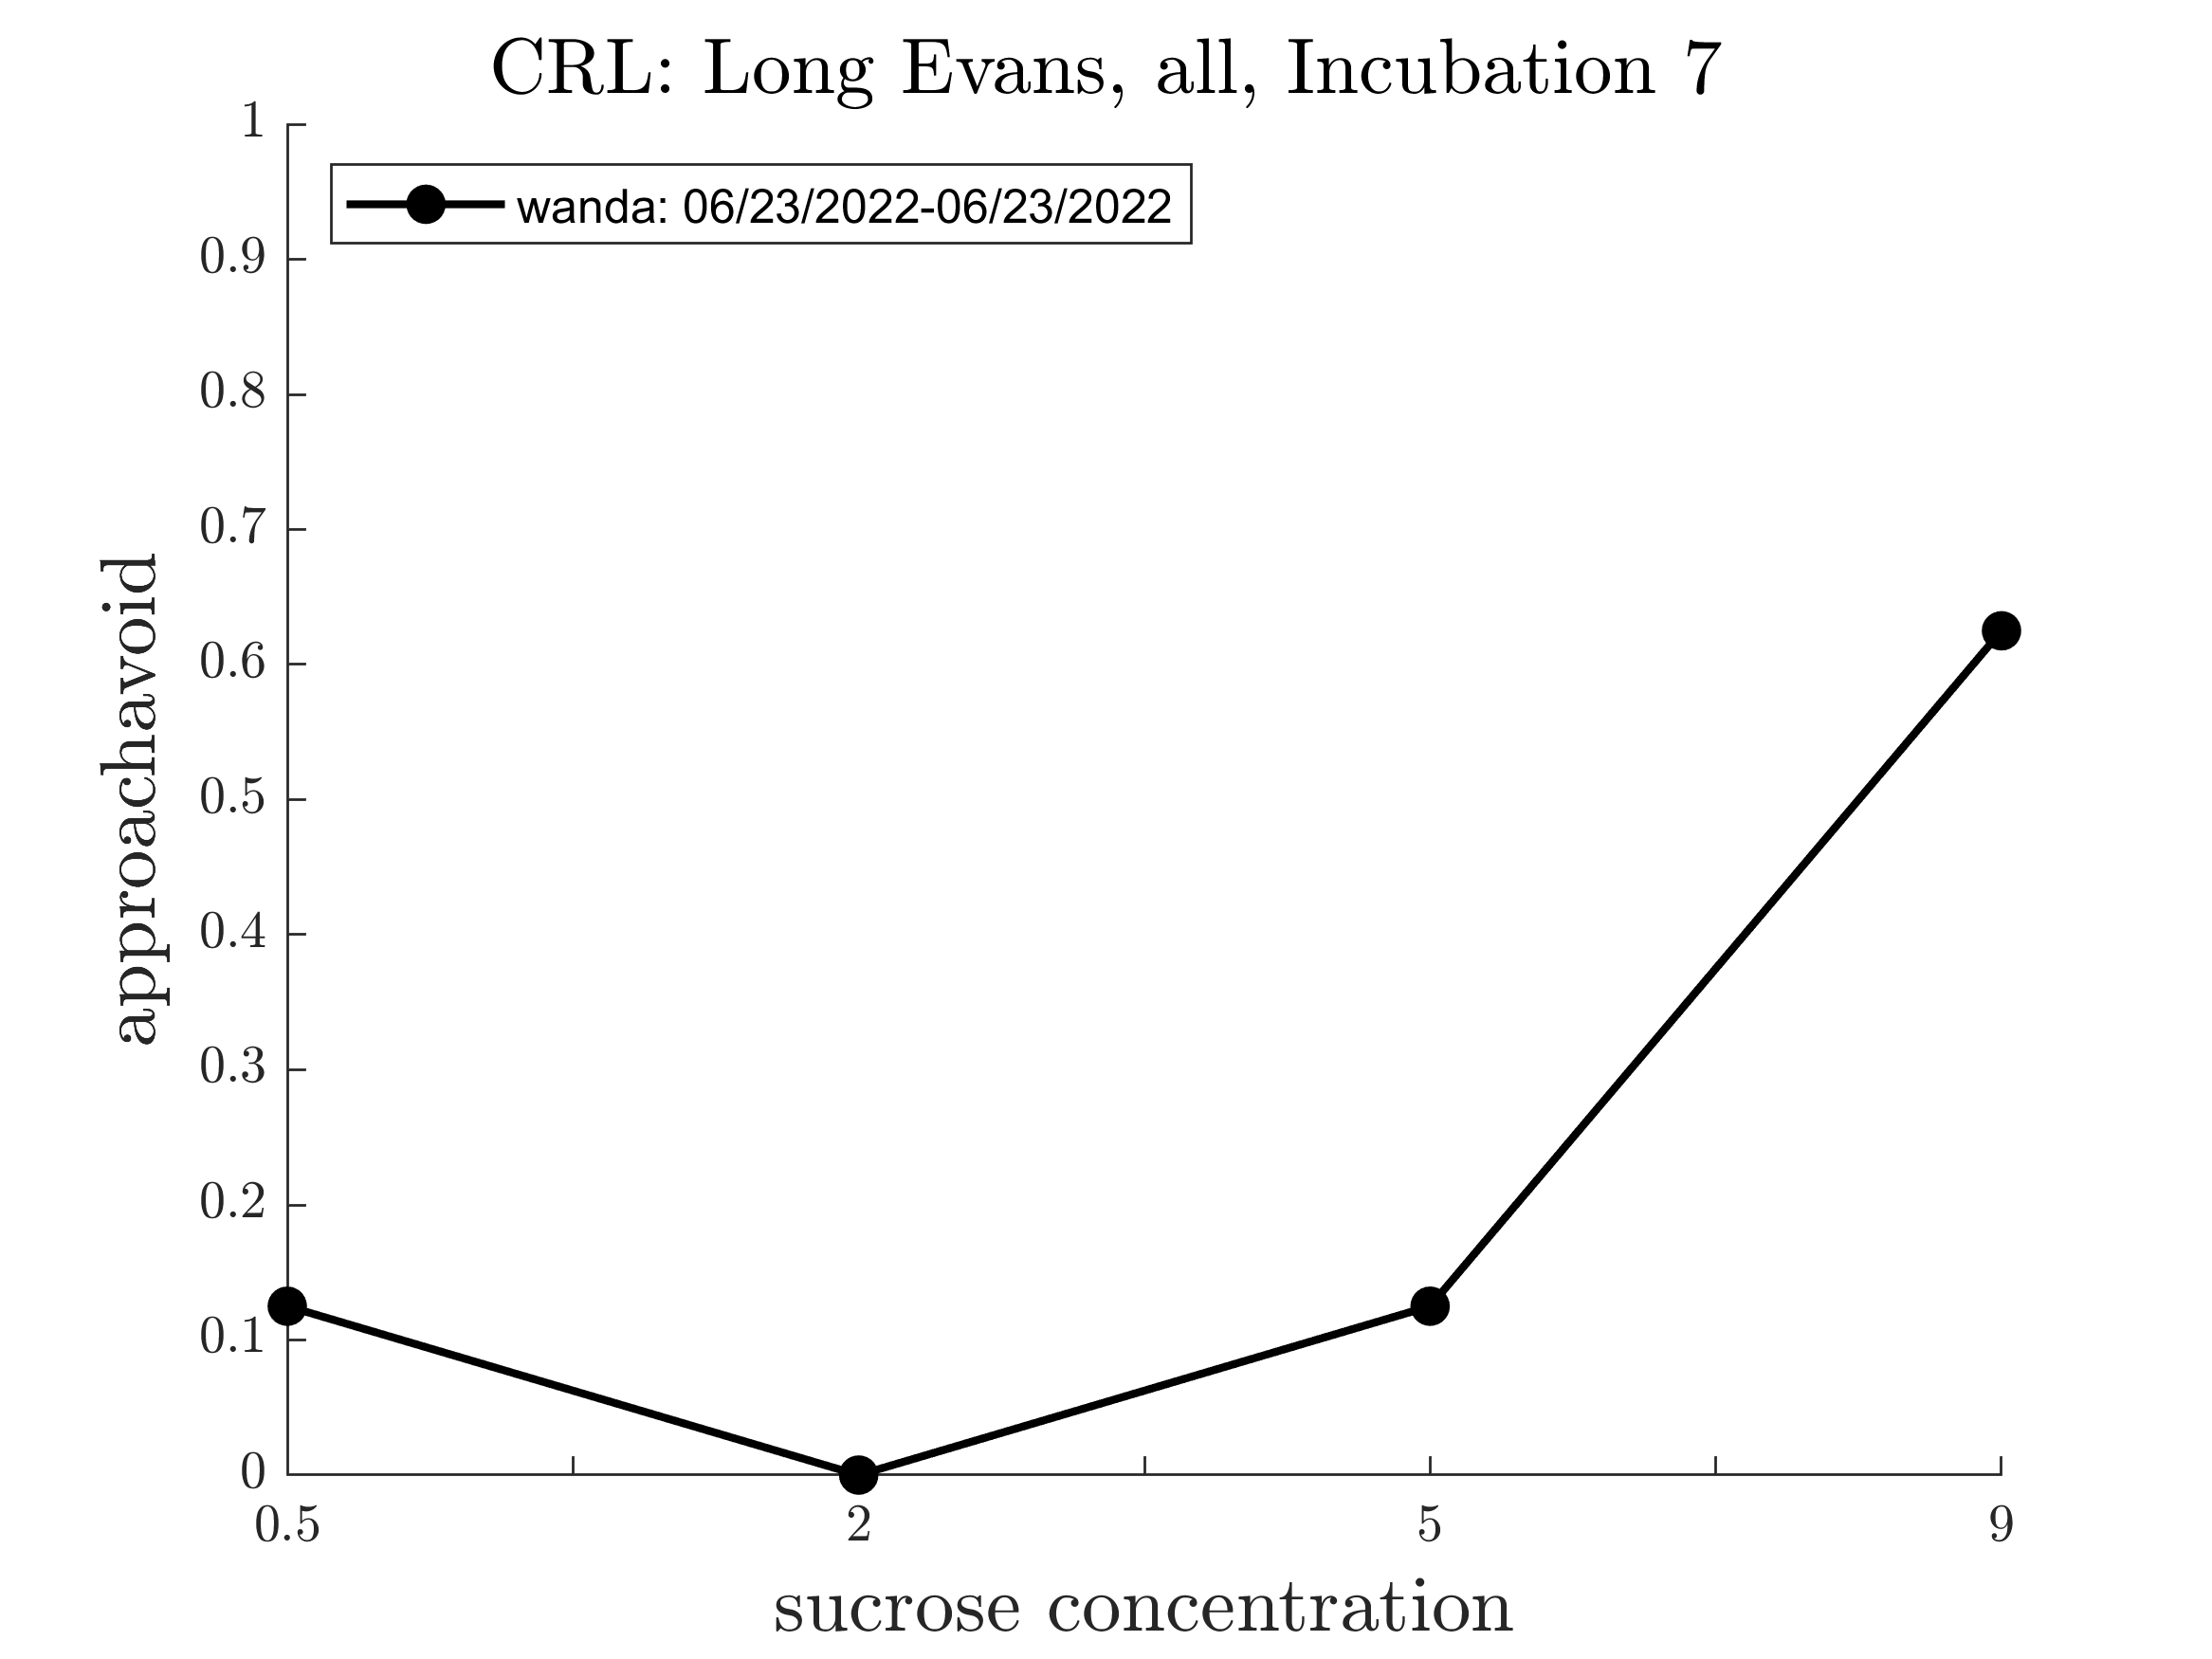 CRL: Long Evans, all, Incubation 7
wanda: 06/23/2022-06/23/2022
approachavoid
1
0.9
0.8
0.7
0.6
0.5
0.4
0.3
0.2
0.1
0
0.5 2 5 9
sucrose concentration